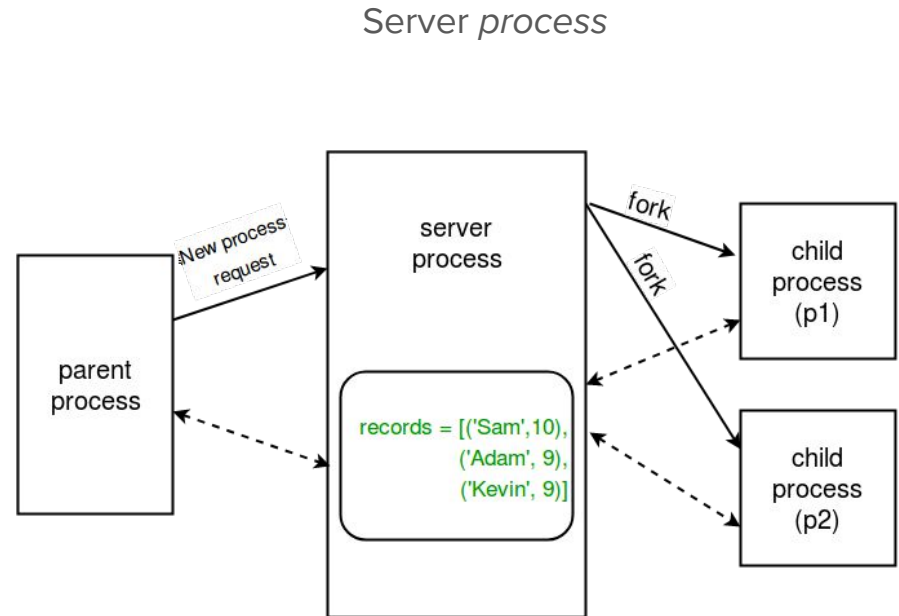 Server process
New process
request
server
process
fork
fork
child
process
(p1)
parent
process
records = [('Sam',10),
('Adam', 9),
('Kevin', 9)]
child
process
(p2)